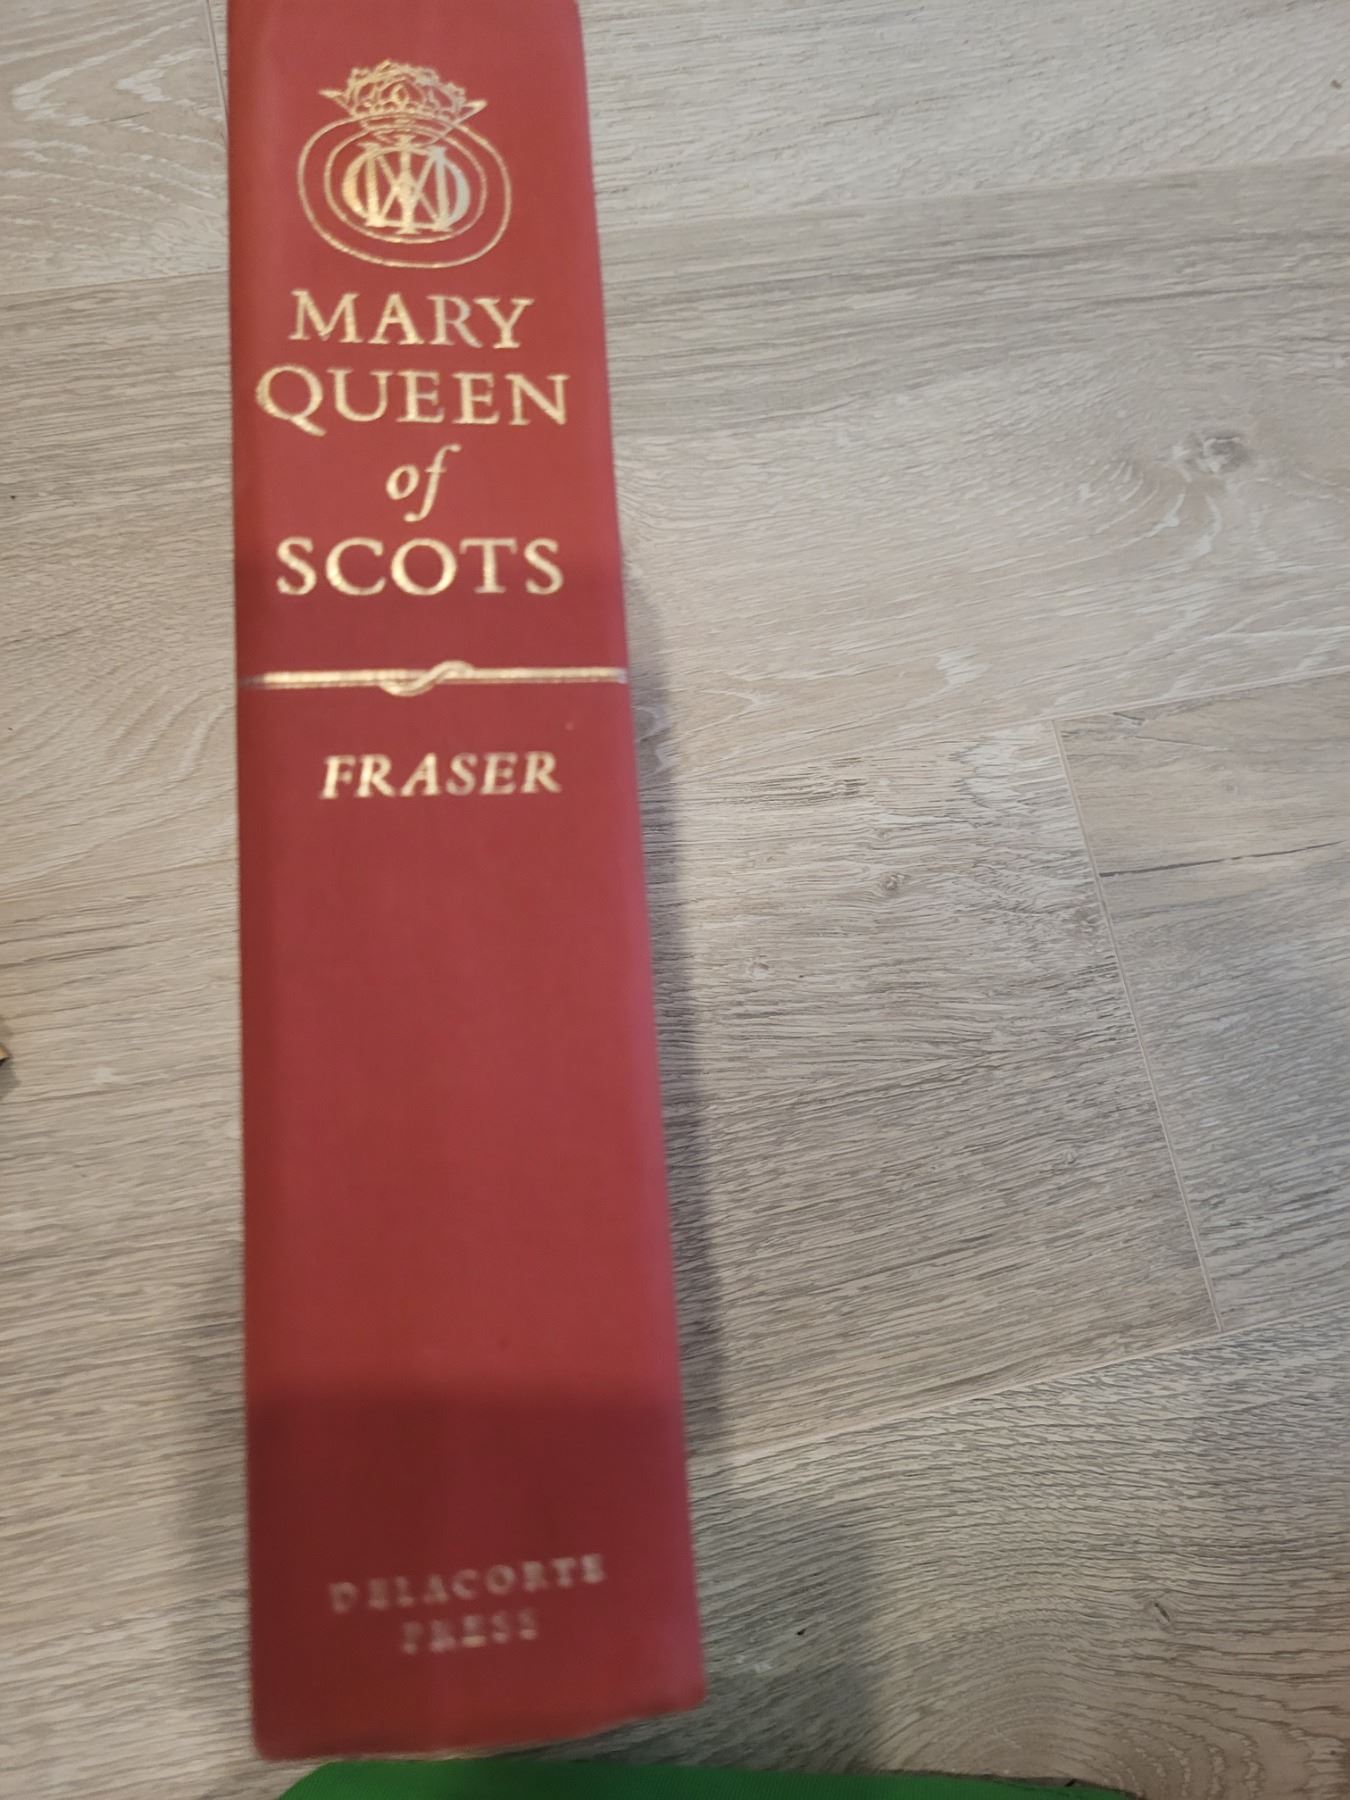 MARY
QUEEN
of
SCOTS
FRASER
DELACORTE
PRESS